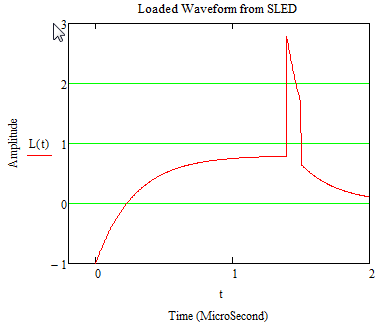 Loaded Waveform from SLED
3
2
1
0
– 1
Amplitude
L(t)
0
1
2
t
Time (MicroSecond)